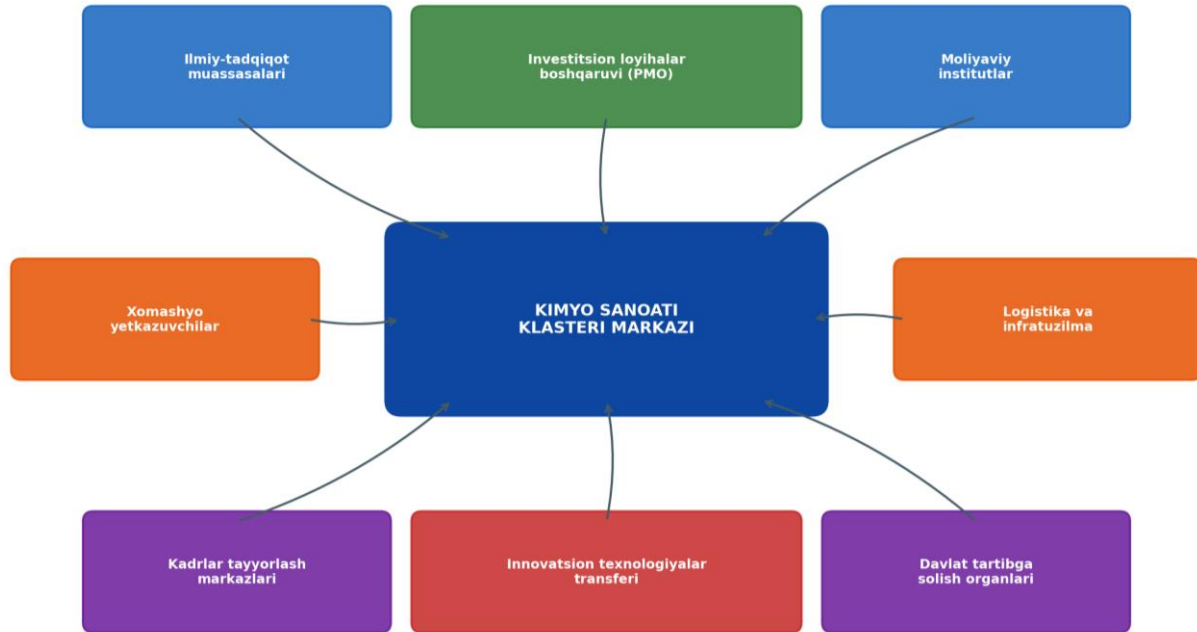 Ilmiy-tadqiqot
muassasalari
Investitsion loyihalar
boshqaruvi (PMO)
Moliyaviy
institutlar
Xomashyo
yetkazuvchilar
KIMYO SANOATI
KLASTERI MARKAZI
Logistika va
infratuzilma
Kadrlar tayyorlash
markazlari
Innovatsion texnologiyalar
transferi
Davlat tartibga
solish organlari